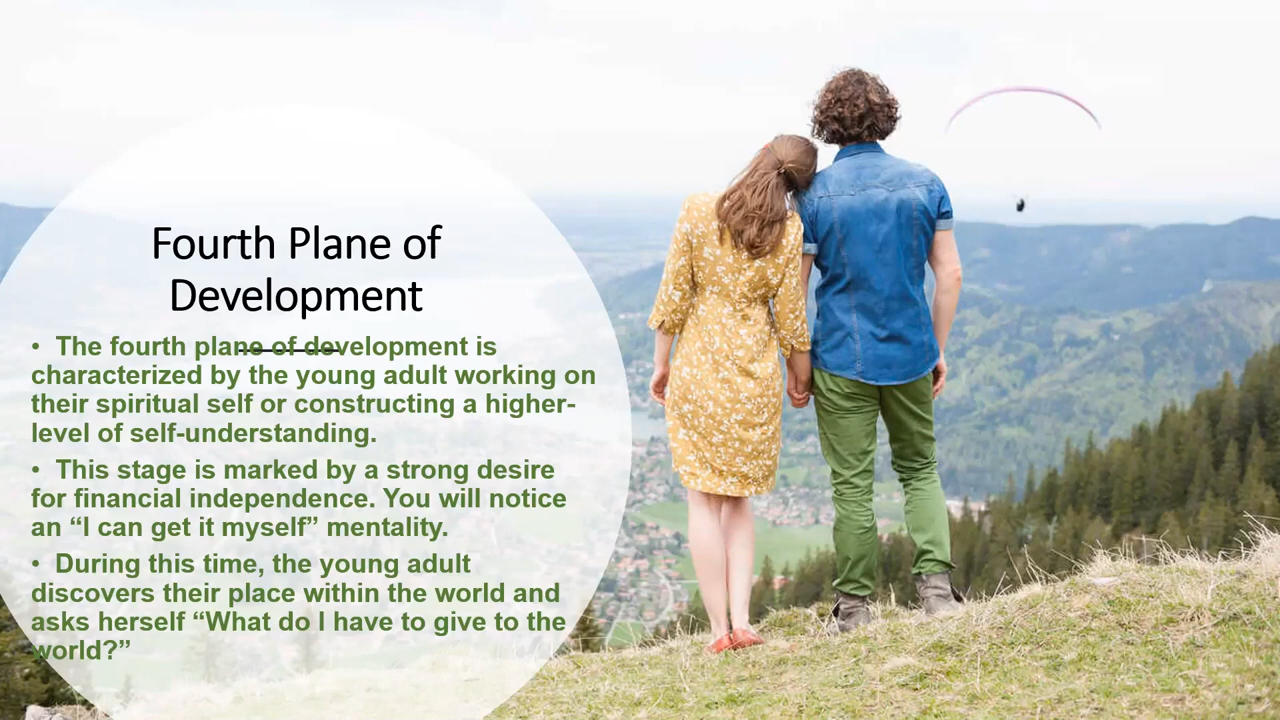 Fourth Plane of
Development
• The fourth plane of development is
characterized by the young adult working on
their spiritual self or constructing a higher-
level of self-understanding.
• This stage is marked by a strong desire
for financial independence. You will notice
an “I can get it myself” mentality.
• During this time, the young adult
discovers their place within the world and
asks herself “What do I have to give to the
world?”